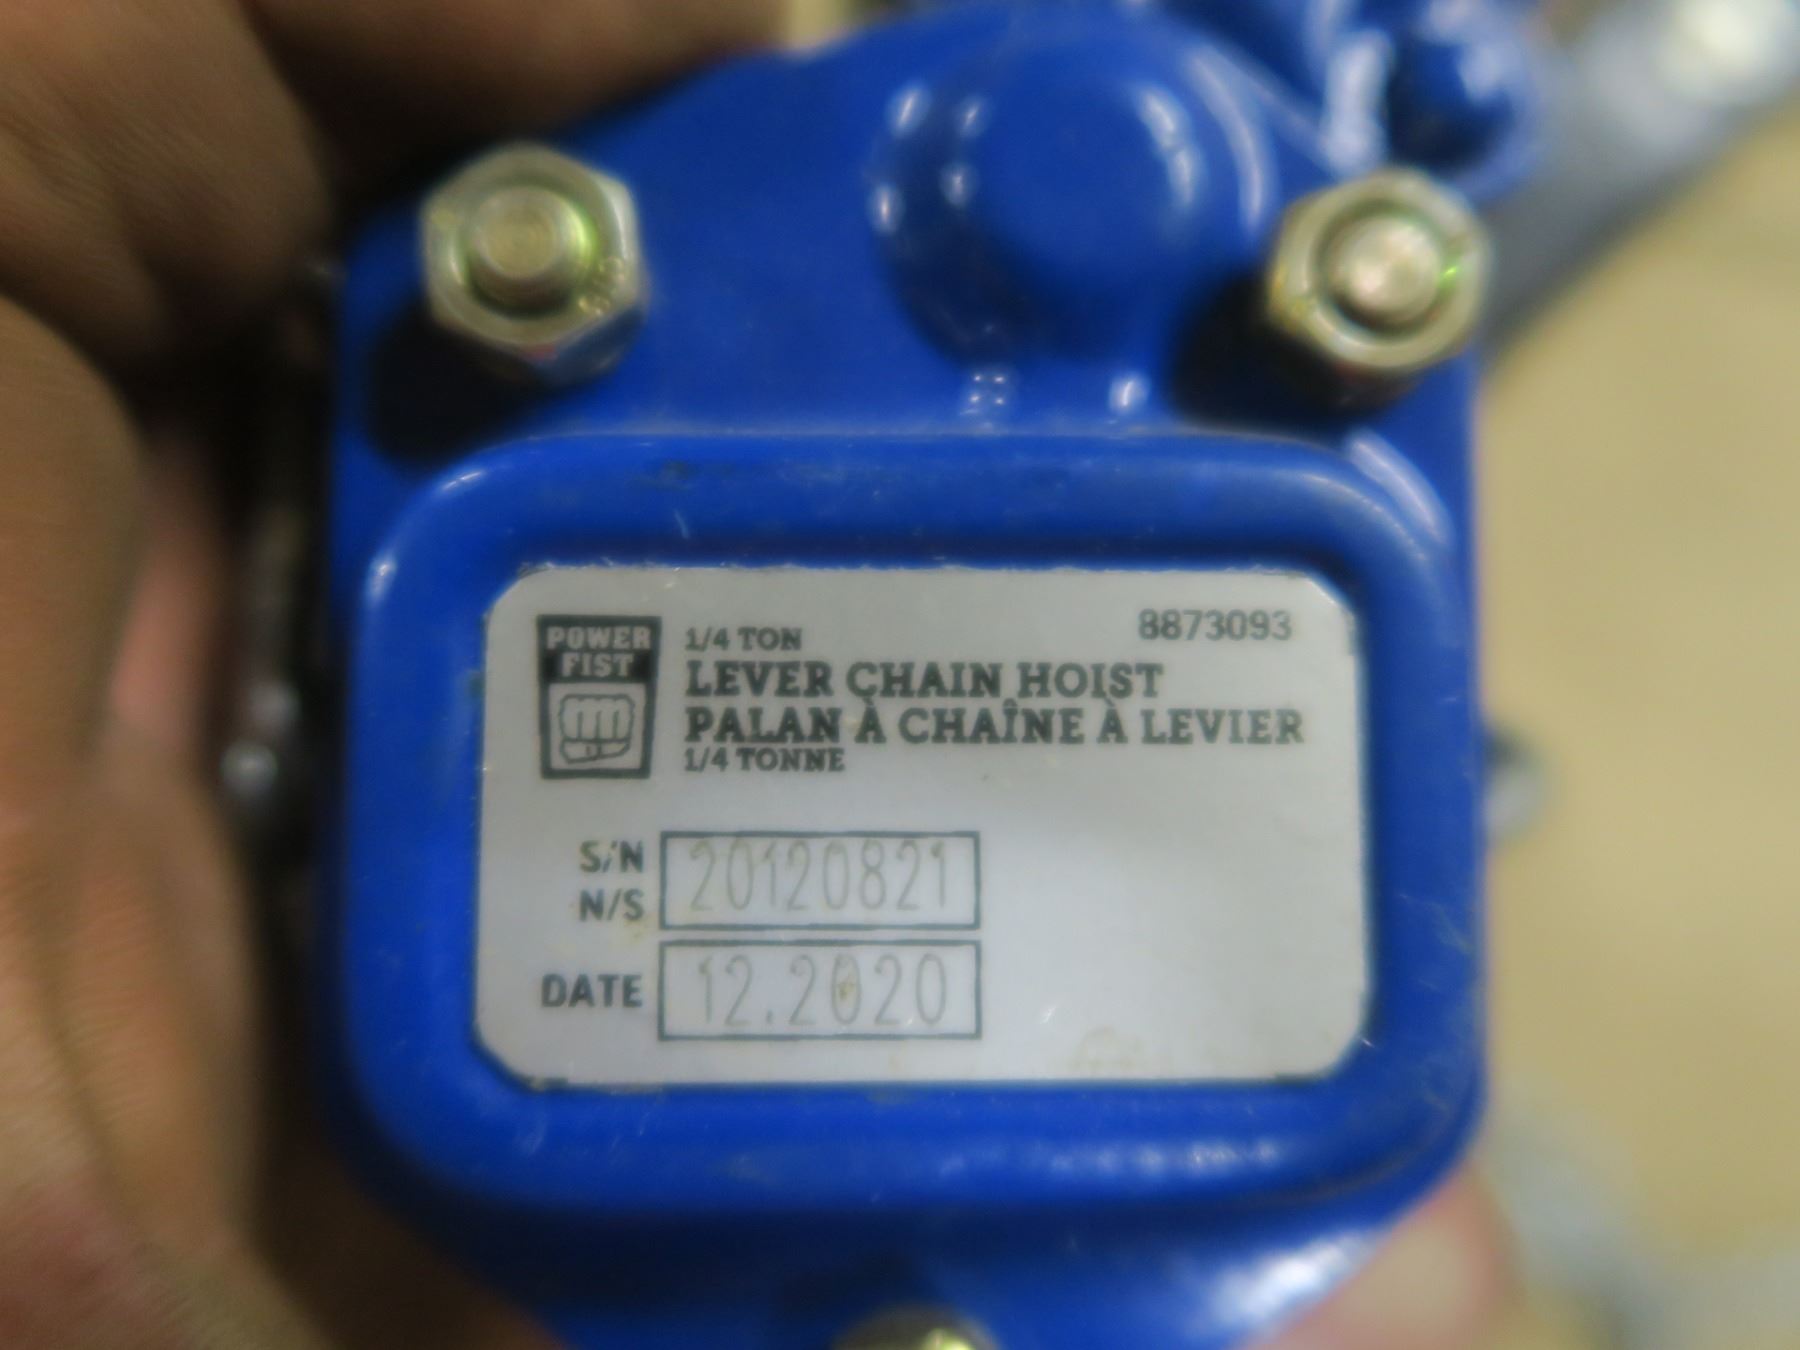 POWER
FIST
1/4 TON
8873093
LEVER CHAIN HOIST
PALAN À CHAÎNE À LEVIER
1/4 TONNE
S/N
N/S
20120821
DATE
12.2020